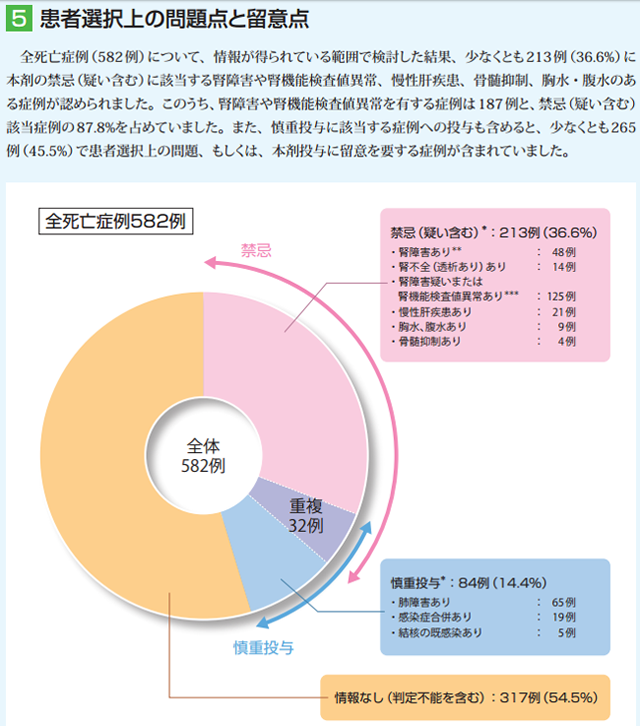 5 患者選択上の問題点と留意点
全死亡症例(582例)について、情報が得られている範囲で検討した結果、少なくとも213例(36.6%)に
本剤の禁忌(疑い含む)に該当する腎障害や腎機能検査値異常、慢性肝疾患、骨髄抑制、胸水・腹水のあ
る症例が認められました。このうち、腎障害や腎機能検査値異常を有する症例は187例と、禁忌(疑い含む)
該当症例の87.8%を占めていました。また、慎重投与に該当する症例への投与も含めると、少なくとも265
例(45.5%)で患者選択上の問題、もしくは、本剤投与に留意を要する症例が含まれていました。
全死亡症例582例
禁忌
禁忌(疑い含む)*:213例(36.6%)
・腎障害あり** : 48例
・腎不全(透析あり)あり : 14例
・腎障害疑いまたは
腎機能検査値異常あり*** : 125例
・慢性肝疾患あり : 21例
・胸水、腹水あり : 9例
・骨髄抑制あり : 4例
全体
582例
重複
32例
慎重投与*:84例(14.4%)
・肺障害あり : 65例
・感染症合併あり : 19例
・結核の既感染あり : 5例
慎重投与
情報なし(判定不能を含む):317例(54.5%)